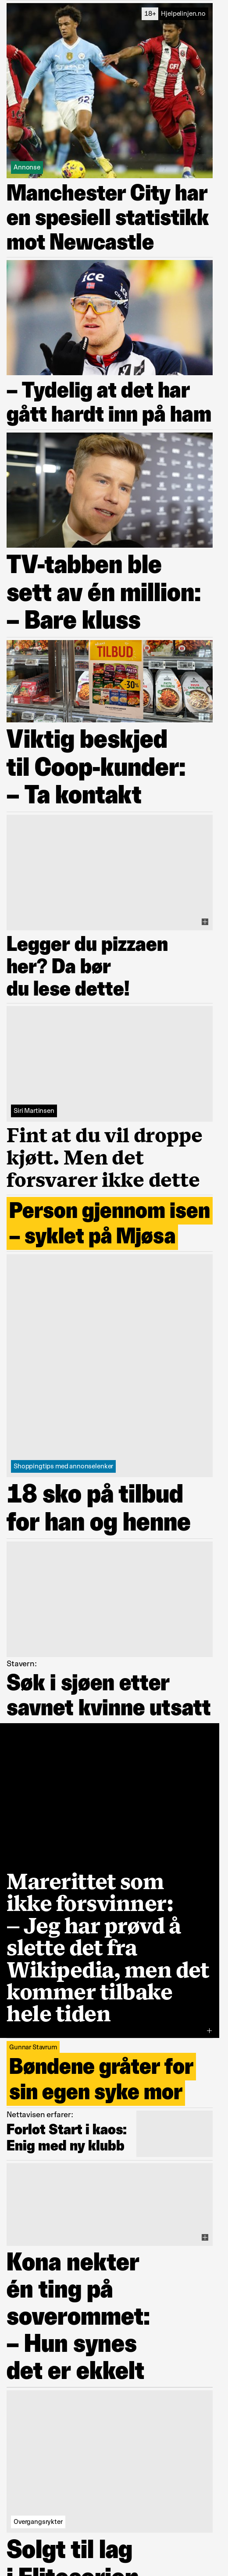 18+ Hjelpelinjen.no
Annonse
Manchester City har
en spesiell statistikk
mot Newcastle
– Tydelig at det har
gått hardt inn på ham
TV-tabben ble
sett av én million:
– Bare kluss
TILBUD
30%
Viktig beskjed
til Coop-kunder:
– Ta kontakt
Legger du pizzaen
her? Da bør
du lese dette!
Siri Martinsen
Fint at du vil droppe
kjøtt. Men det
forsvarer ikke dette
Person gjennom isen
– syklet på Mjøsa
Shoppingtips med annonselenker
18 sko på tilbud
for han og henne
Stavern:
Søk i sjøen etter
savnet kvinne utsatt
Marerittet som
ikke forsvinner:
– Jeg har prøvd å
slette det fra
Wikipedia, men det
kommer tilbake
hele tiden
Gunnar Stavrum
Bøndene gråter for
sin egen syke mor
Nettavisen erfarer:
Forlot Start i kaos:
Enig med ny klubb
Kona nekter
én ting på
soverommet:
– Hun synes
det er ekkelt
Overgangsrykter
Solgt til lag
i Eliteserien